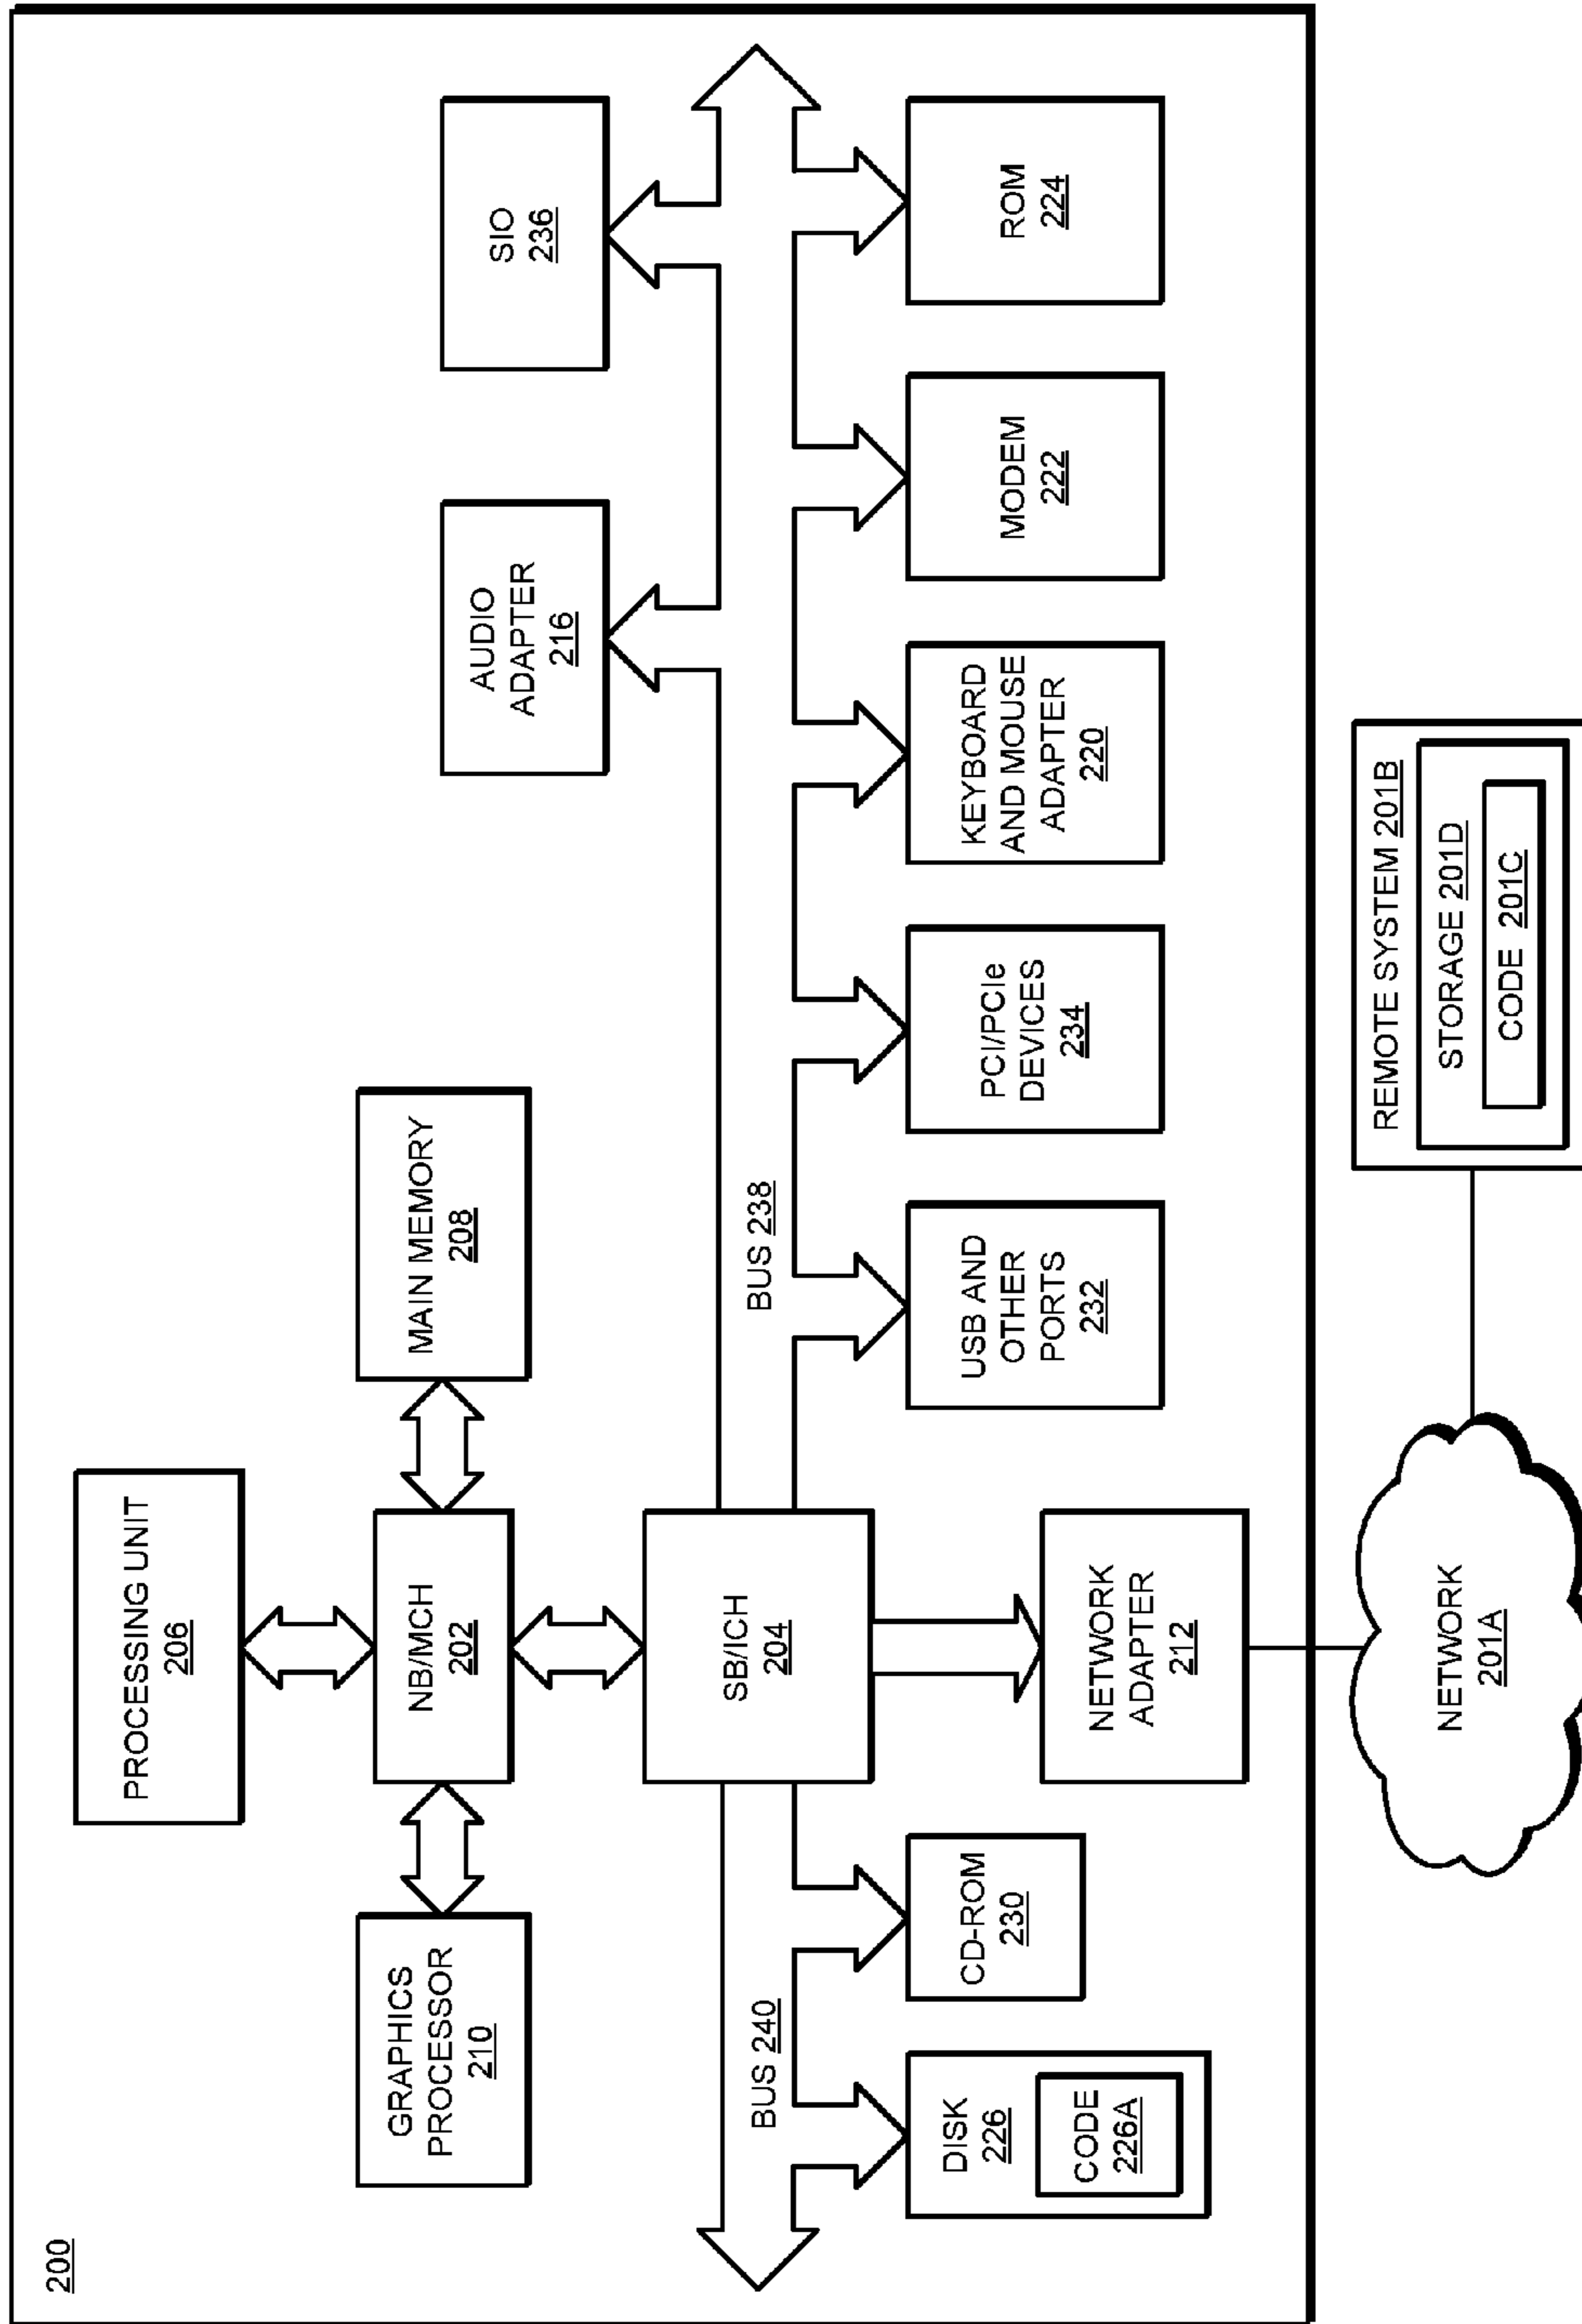 200
PROCESSING UNIT
206
GRAPHICS
PROCESSOR
210
NB/MCH
202
MAIN MEMORY
208
AUDIO
ADAPTER
216
SIO
236
SB/ICH
204
BUS 240
BUS 238
DISK
226
CODE
226A
CD-ROM
230
NETWORK
ADAPTER
212
USB AND
OTHER
PORTS
232
PCI/PCIe
DEVICES
234
KEYBOARD
AND MOUSE
ADAPTER
220
MODEM
222
ROM
224
NETWORK
201A
REMOTE SYSTEM 201B
STORAGE 201D
CODE 201C